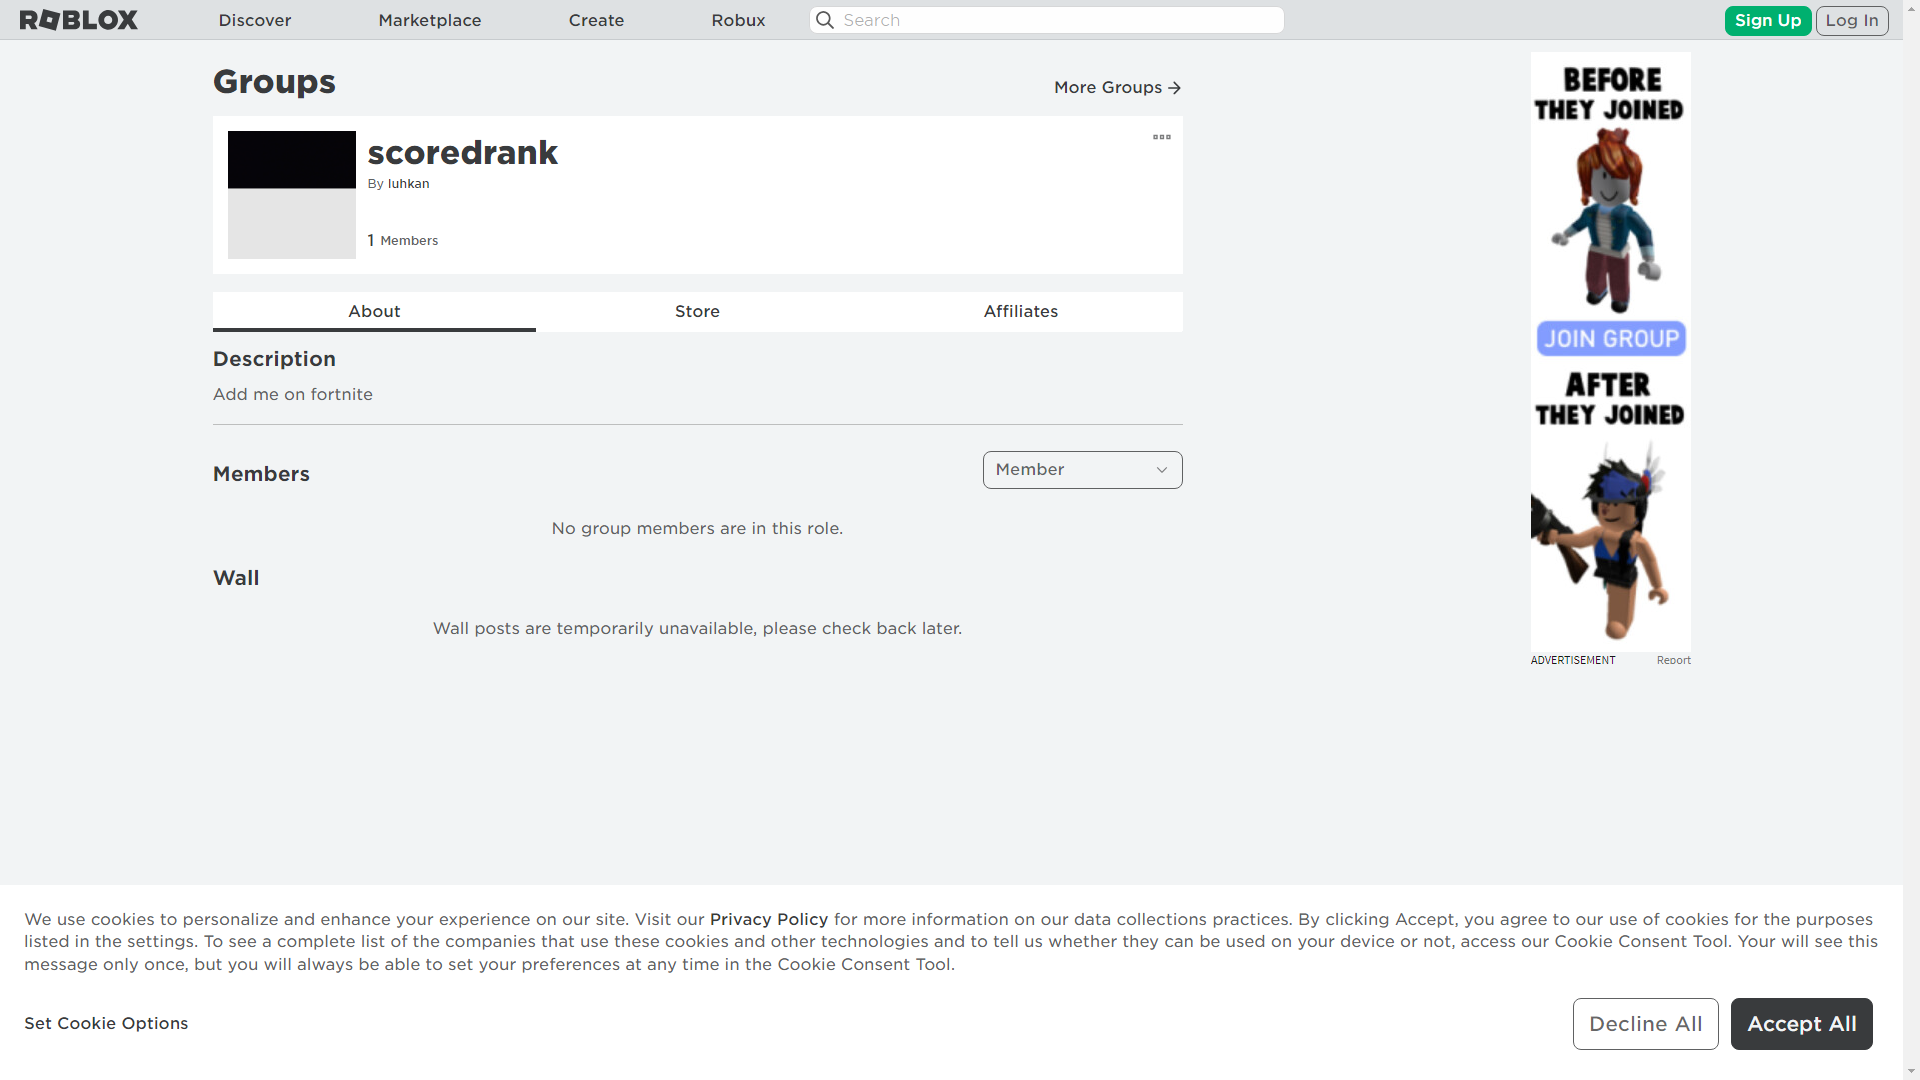 ROBLOX
Discover
Marketplace
Create
Robux
Search
Sign Up
Log In
Groups
More Groups
scoredrank
By luhkan
1 Members
About
Store
Affiliates
Description
Add me on fortnite
Members
Member
No group members are in this role.
Wall
Wall posts are temporarily unavailable, please check back later.
BEFORE
THEY JOINED
JOIN GROUP
AFTER
THEY JOINED
ADVERTISEMENT
Report
We use cookies to personalize and enhance your experience on our site. Visit our Privacy Policy for more information on our data collections practices. By clicking Accept, you agree to our use of cookies for the purposes
listed in the settings. To see a complete list of the companies that use these cookies and other technologies and to tell us whether they can be used on your device or not, access our Cookie Consent Tool. Your will see this
message only once, but you will always be able to set your preferences at any time in the Cookie Consent Tool.
Set Cookie Options
Decline All
Accept All